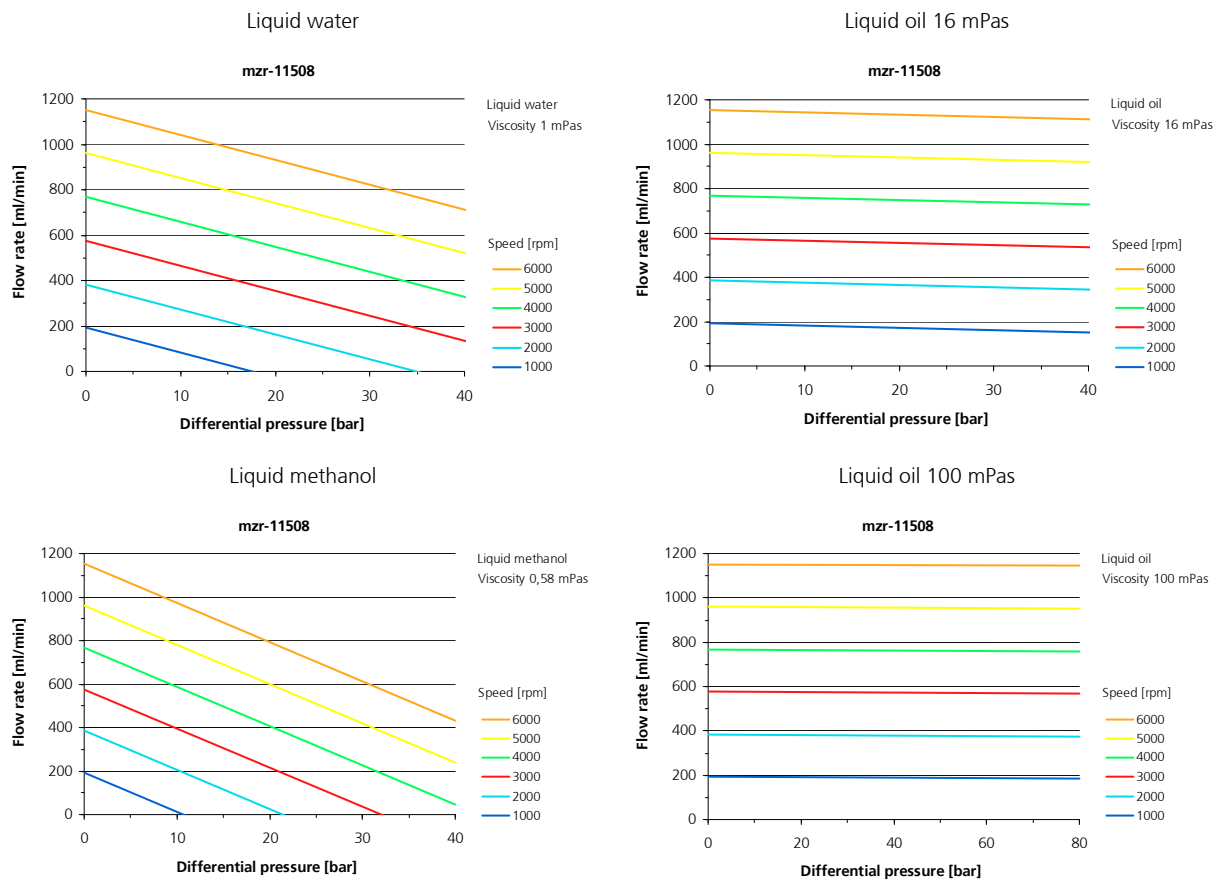 Liquid water
mzr-11508
Liquid water
Viscosity 1 mPas
Flow rate [ml/min]
1200
1000
800
600
400
200
0
0 10 20 30 40
Differential pressure [bar]
Speed [rpm]
6000
5000
4000
3000
2000
1000
Liquid oil 16 mPas
mzr-11508
Liquid oil
Viscosity 16 mPas
Flow rate [ml/min]
1200
1000
800
600
400
200
0
0 10 20 30 40
Differential pressure [bar]
Speed [rpm]
6000
5000
4000
3000
2000
1000
Liquid methanol
mzr-11508
Liquid methanol
Viscosity 0,58 mPas
Flow rate [ml/min]
1200
1000
800
600
400
200
0
0 10 20 30 40
Differential pressure [bar]
Speed [rpm]
6000
5000
4000
3000
2000
1000
Liquid oil 100 mPas
mzr-11508
Liquid oil
Viscosity 100 mPas
Flow rate [ml/min]
1200
1000
800
600
400
200
0
0 20 40 60 80
Differential pressure [bar]
Speed [rpm]
6000
5000
4000
3000
2000
1000